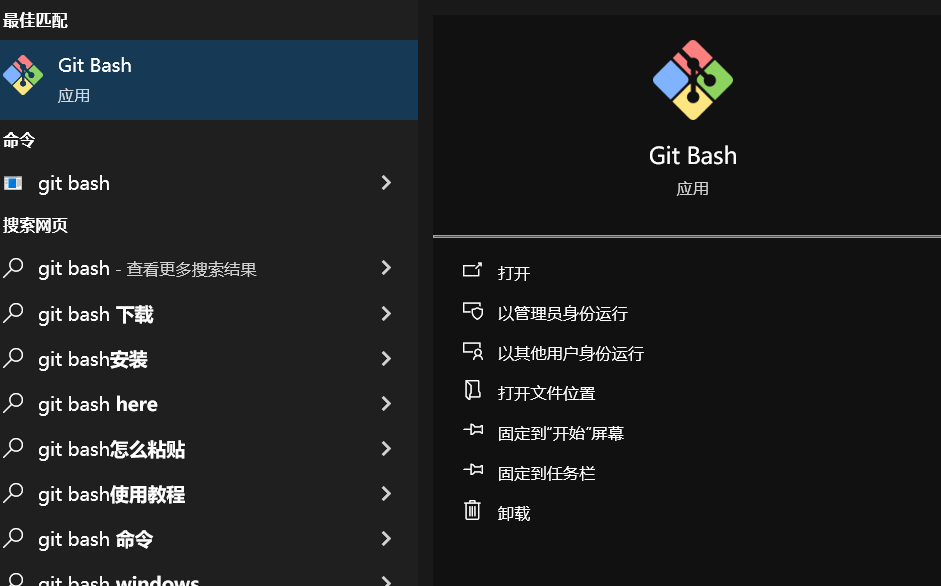 最佳匹配
Git Bash
应用
命令
git bash
搜索网页
git bash - 查看更多搜索结果
git bash 下载
git bash安装
git bash here
git bash怎么粘贴
git bash使用教程
git bash 命令
git bash windows
Git Bash
应用
打开
以管理员身份运行
以其他用户身份运行
打开文件位置
固定到“开始”屏幕
固定到任务栏
卸载